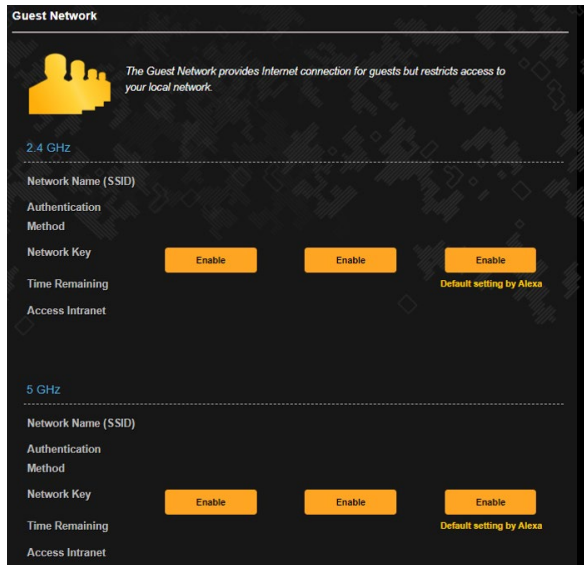 Guest Network
The Guest Network provides Internet connection for guests but restricts access to
your local network.
2.4 GHz
Network Name (SSID)
Authentication
Method
Network Key
Enable Enable Enable
Time Remaining
Default setting by Alexa
Access Intranet
5 GHz
Network Name (SSID)
Authentication
Method
Network Key
Enable Enable Enable
Time Remaining
Default setting by Alexa
Access Intranet